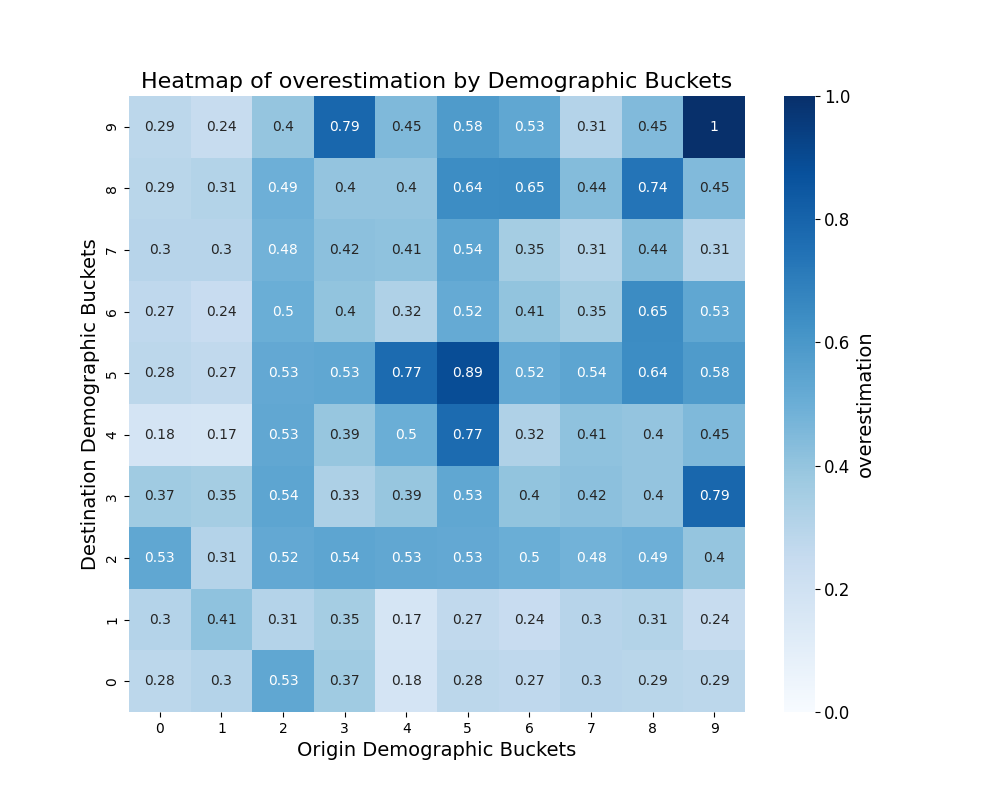 Heatmap of overestimation by Demographic Buckets
9 0.29 0.24 0.4 0.79 0.45 0.58 0.53 0.31 0.45 1
8 0.29 0.31 0.49 0.4 0.4 0.64 0.65 0.44 0.74 0.45
7 0.3 0.3 0.48 0.42 0.41 0.54 0.35 0.31 0.44 0.31
6 0.27 0.24 0.5 0.4 0.32 0.52 0.41 0.35 0.65 0.53
5 0.28 0.27 0.53 0.53 0.77 0.89 0.52 0.54 0.64 0.58
4 0.18 0.17 0.53 0.39 0.5 0.77 0.32 0.41 0.4 0.45
3 0.37 0.35 0.54 0.33 0.39 0.53 0.4 0.42 0.4 0.79
2 0.53 0.31 0.52 0.54 0.53 0.53 0.5 0.48 0.49 0.4
1 0.3 0.41 0.31 0.35 0.17 0.27 0.24 0.3 0.31 0.24
0 0.28 0.3 0.53 0.37 0.18 0.28 0.27 0.3 0.29 0.29
0 1 2 3 4 5 6 7 8 9
Origin Demographic Buckets
Destination Demographic Buckets
1.0
0.8
0.6
0.4
0.2
0.0
overestimation